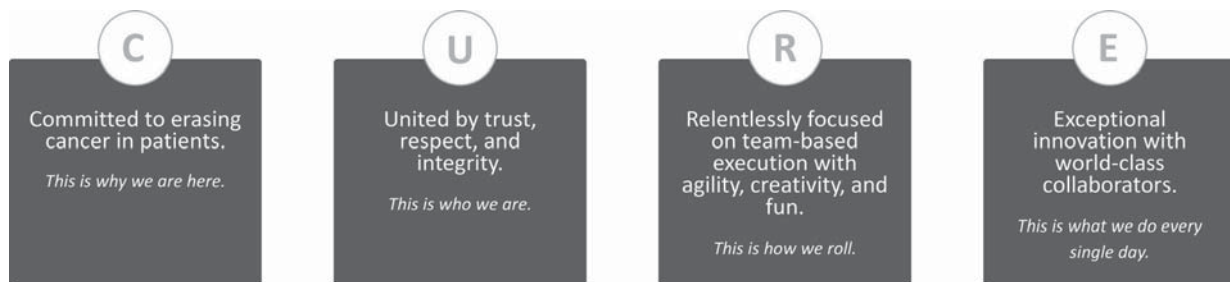 C
Committed to erasing
cancer in patients.
This is why we are here.
U
United by trust,
respect, and
integrity.
This is who we are.
R
Relentlessly focused
on team-based
execution with
agility, creativity, and
fun.
This is how we roll.
E
Exceptional
innovation with
world-class
collaborators.
This is what we do every
single day.